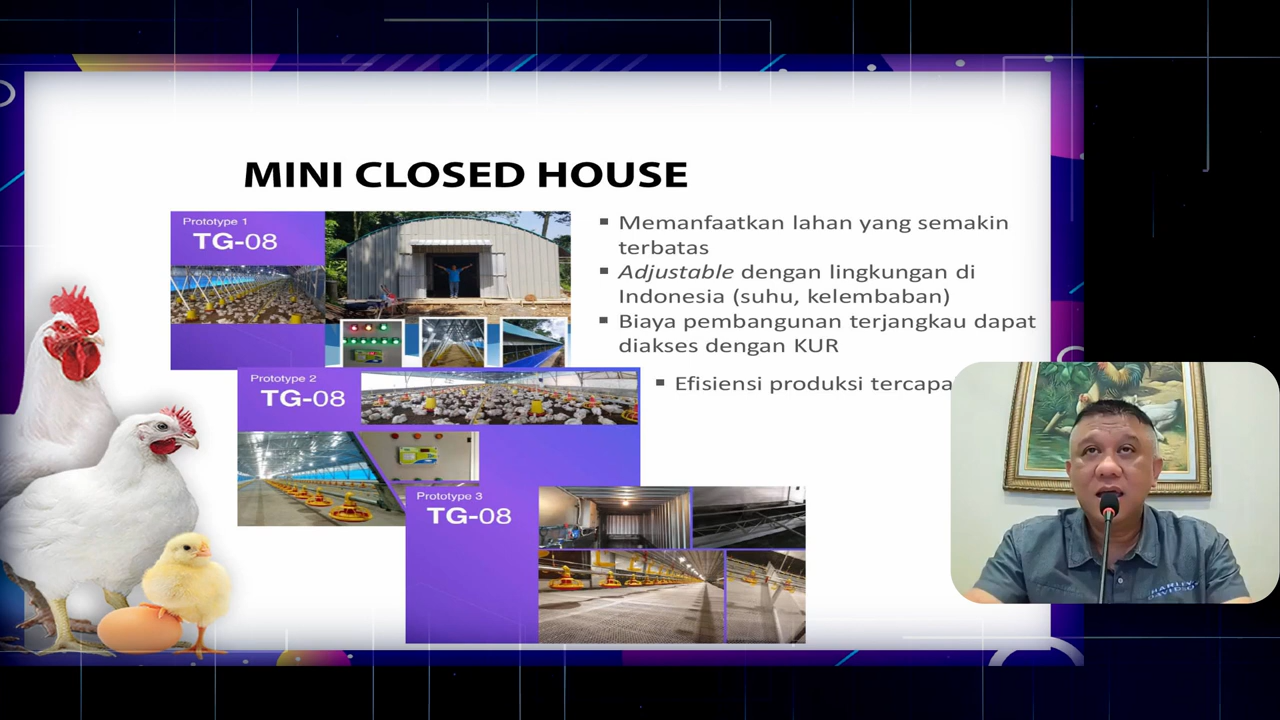 MINI CLOSED HOUSE
Prototype 1
TG-08
Memanfaatkan lahan yang semakin
terbatas
Adjustable dengan lingkungan di
Indonesia (suhu, kelembaban)
Biaya pembangunan terjangkau dapat
diakses dengan KUR
Efisiensi produksi tercapa
Prototype 2
TG-08
Prototype 3
TG-08